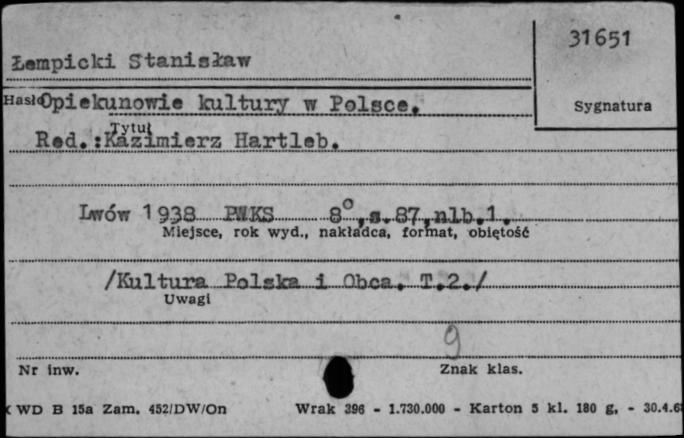 31651
Łempicki Stanisław
Hasło Opiekunowie kultury w Polsce.
Sygnatura
Tytuł
Red.:Kazimierz Hartleb.
Lwów 1938 PWKS 8°,s.87,nlb.1.
Miejsce, rok wyd., nakładca, format, objętość
/Kultura Polska i Obca. T.2./
Uwagi
9
Nr inw.
Znak klas.
WD B 15a Zam. 452/DW/On Wrak 396 - 1.730.000 - Karton 5 kl. 180 g. - 30.4.6